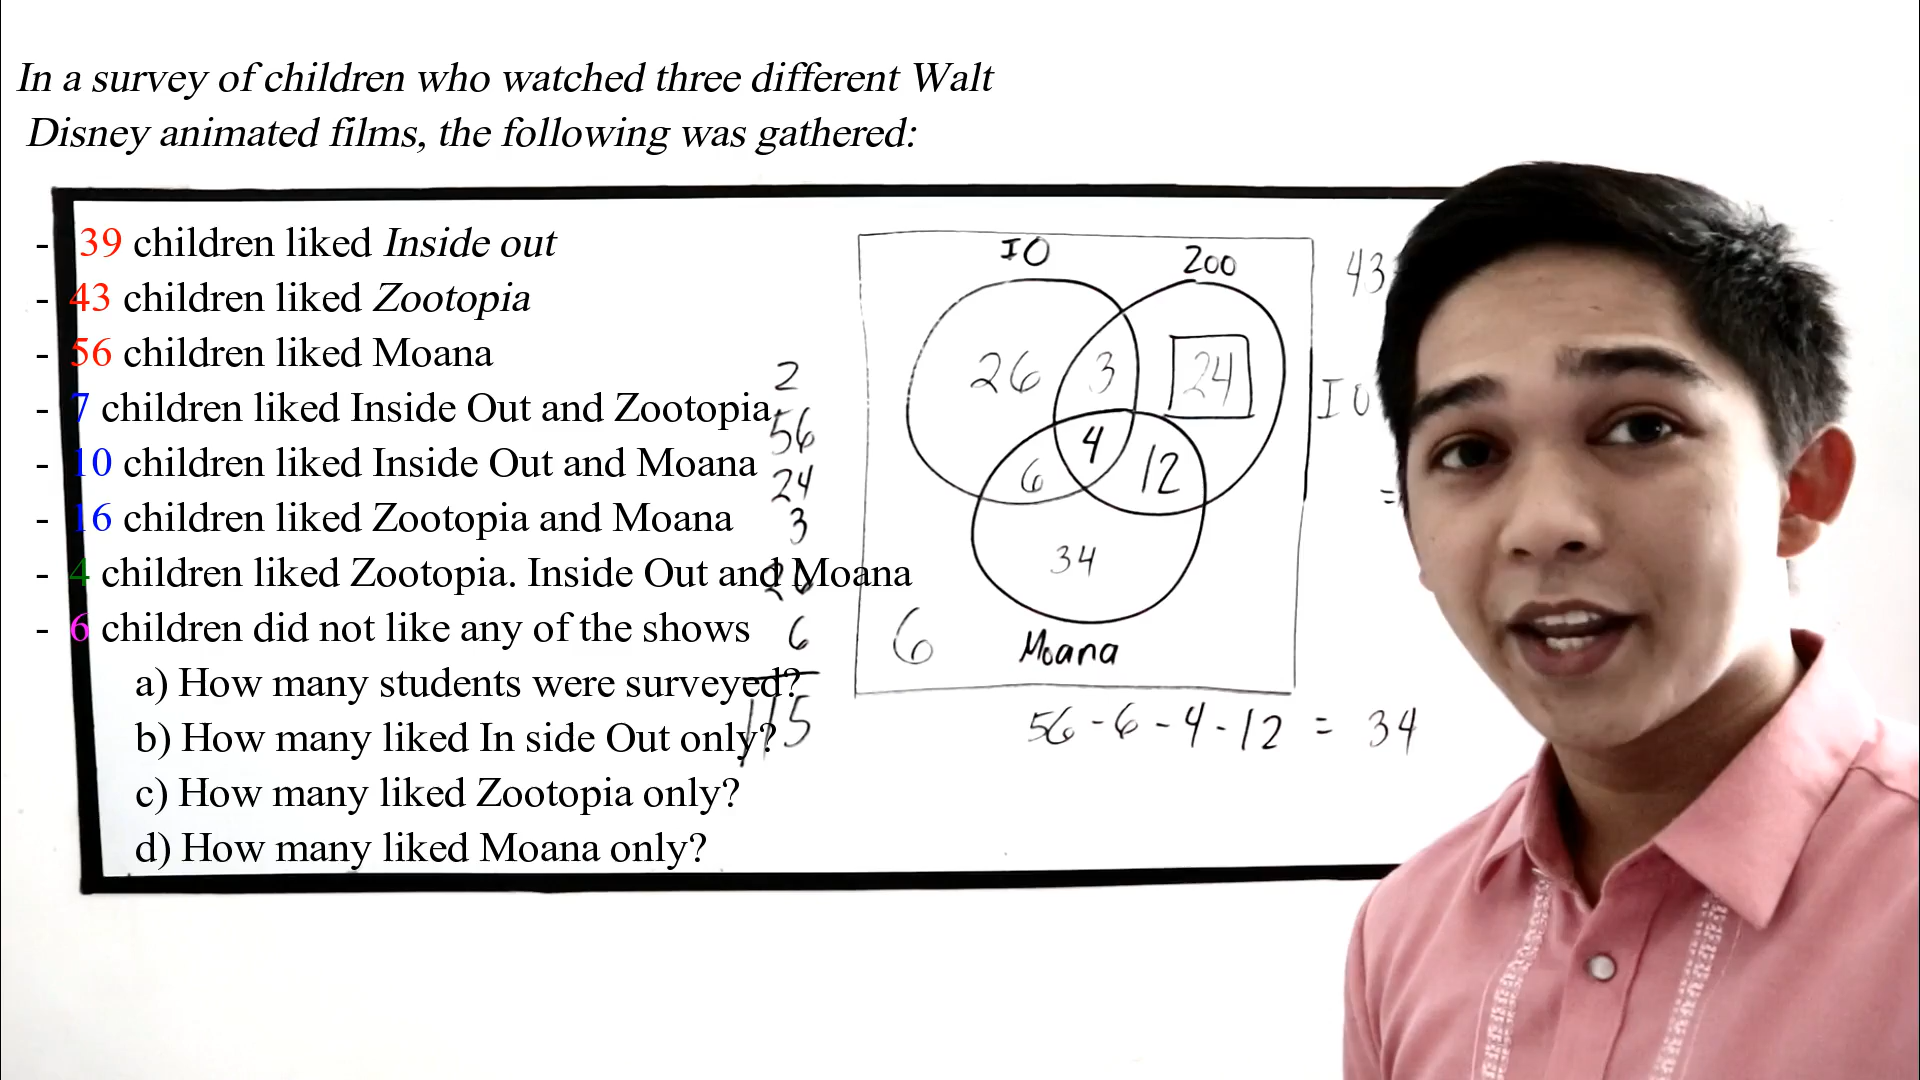 In a survey of children who watched three different Walt
Disney animated films, the following was gathered:
- 39 children liked Inside out
- 43 children liked Zootopia
- 56 children liked Moana
- 7 children liked Inside Out and Zootopia
- 10 children liked Inside Out and Moana
- 16 children liked Zootopia and Moana
- 4 children liked Zootopia. Inside Out and Moana
- 6 children did not like any of the shows
a) How many students were surveyed?
b) How many liked In side Out only?
c) How many liked Zootopia only?
d) How many liked Moana only?
2
56
24
3
26
6
115
IO
Zoo
26 3 24
4
6 12
34
6
Moana
56 - 6 - 4 - 12 = 34
43
IO
=